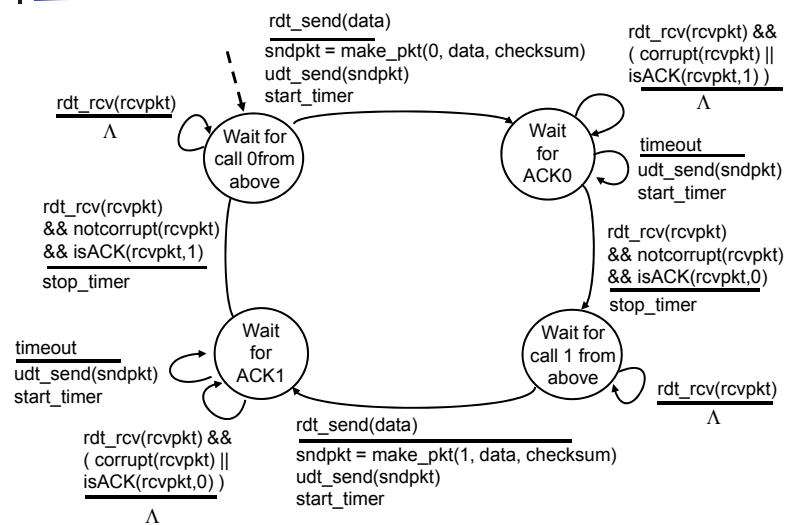 rdt_send(data)
sndpkt = make_pkt(0, data, checksum)
udt_send(sndpkt)
start_timer
rdt_rcv(rcvpkt) &&
( corrupt(rcvpkt) ||
isACK(rcvpkt,1) )
Λ
rdt_rcv(rcvpkt)
Λ
Wait for
call 0from
above
Wait
for
ACK0
timeout
udt_send(sndpkt)
start_timer
rdt_rcv(rcvpkt)
&& notcorrupt(rcvpkt)
&& isACK(rcvpkt,1)
stop_timer
rdt_rcv(rcvpkt)
&& notcorrupt(rcvpkt)
&& isACK(rcvpkt,0)
stop_timer
timeout
udt_send(sndpkt)
start_timer
Wait
for
ACK1
Wait for
call 1 from
above
rdt_rcv(rcvpkt)
Λ
rdt_rcv(rcvpkt) &&
( corrupt(rcvpkt) ||
isACK(rcvpkt,0) )
Λ
rdt_send(data)
sndpkt = make_pkt(1, data, checksum)
udt_send(sndpkt)
start_timer